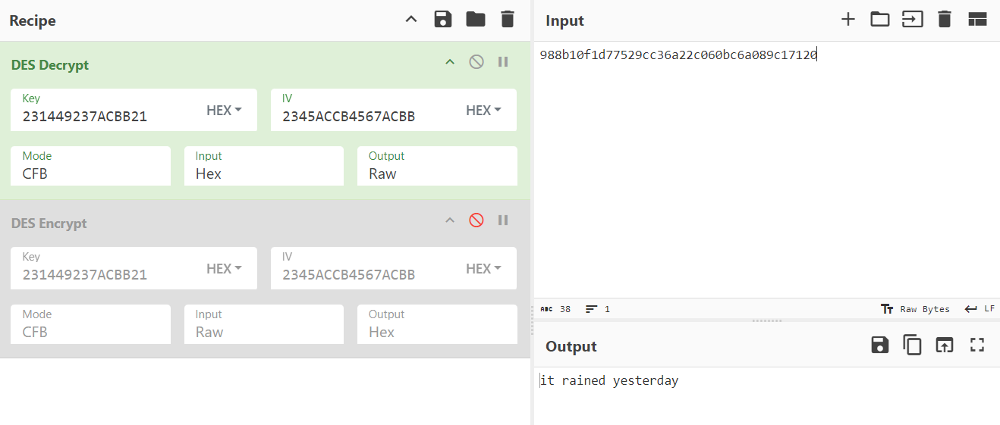 Recipe
DES Decrypt
Key
231449237ACBB21
HEX
IV
2345ACCB4567ACBB
HEX
Mode
CFB
Input
Hex
Output
Raw
DES Encrypt
Key
231449237ACBB21
HEX
IV
2345ACCB4567ACBB
HEX
Mode
CFB
Input
Raw
Output
Hex
Input
988b10f1d77529cc36a22c060bc6a089c17120
ABC 38 1 Tт Raw Bytes LF
Output
it rained yesterday